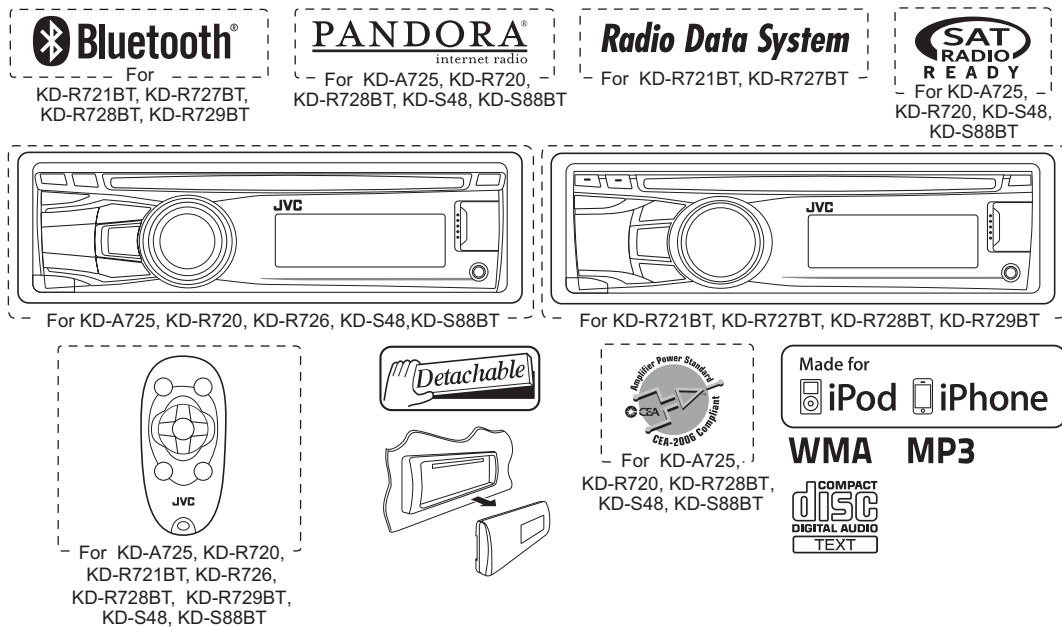 Bluetooth®
For
KD-R721BT, KD-R727BT,
KD-R728BT, KD-R729BT
PANDORA®
internet radio
For KD-A725, KD-R720,
KD-R728BT, KD-S48, KD-S88BT
Radio Data System
For KD-R721BT, KD-R727BT
SAT
RADIO
READY
For KD-A725,
KD-R720, KD-S48,
KD-S88BT
JVC
For KD-A725, KD-R720, KD-R726, KD-S48,KD-S88BT
JVC
For KD-R721BT, KD-R727BT, KD-R728BT, KD-R729BT
JVC
For KD-A725, KD-R720,
KD-R721BT, KD-R726,
KD-R728BT, KD-R729BT,
KD-S48, KD-S88BT
Detachable
Amplifier Power Standard
CEA
CEA-2006 Compliant
For KD-A725,
KD-R720, KD-R728BT,
KD-S48, KD-S88BT
Made for
iPod iPhone
WMA MP3
COMPACT
disc
DIGITAL AUDIO
TEXT